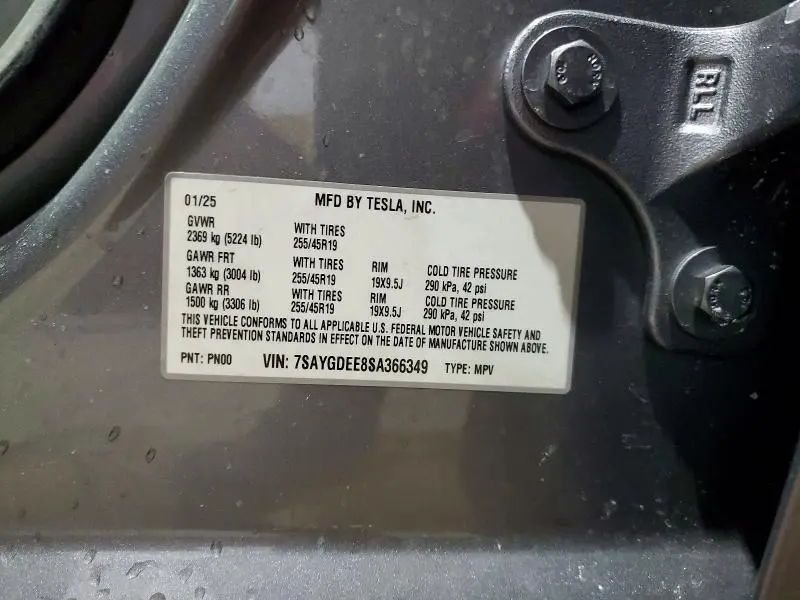 01/25 MFD BY TESLA, INC.
GVWR
2369 kg (5224 lb) WITH TIRES
255/45R19
GAWR FRT
1363 kg (3004 lb) WITH TIRES
255/45R19 RIM
19X9.5J COLD TIRE PRESSURE
290 kPa, 42 psi
GAWR RR
1500 kg (3306 lb) WITH TIRES
255/45R19 RIM
19X9.5J COLD TIRE PRESSURE
290 kPa, 42 psi
THIS VEHICLE CONFORMS TO ALL APPLICABLE U.S. FEDERAL MOTOR VEHICLE SAFETY AND
THEFT PREVENTION STANDARDS IN EFFECT ON THE DATE OF MANUFACTURE SHOWN ABOVE.
PNT: PN00 VIN: 7SAYGDEE8SA366349 TYPE: MPV
RLL